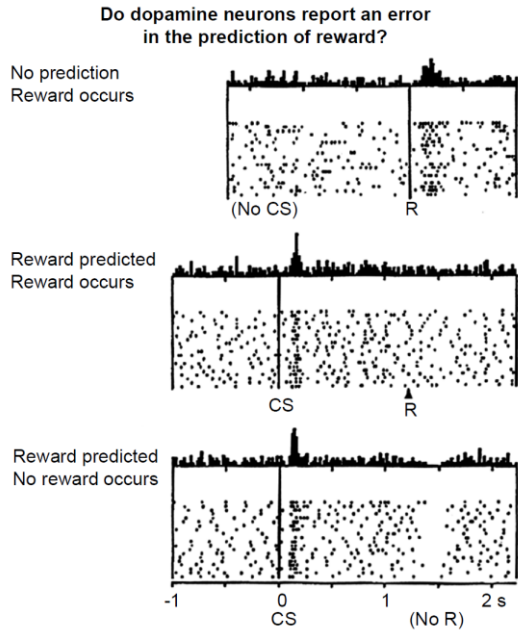 Do dopamine neurons report an error
in the prediction of reward?
No prediction
Reward occurs
(No CS) R
Reward predicted
Reward occurs
CS R
Reward predicted
No reward occurs
-1 0 1 2 s
CS (No R)